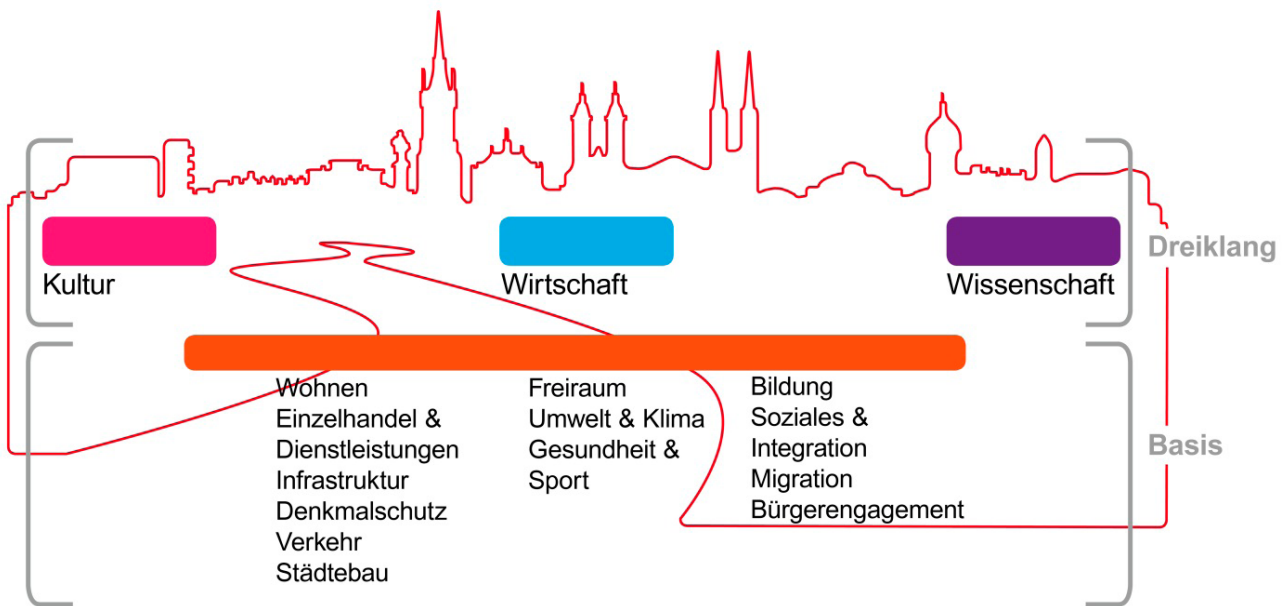 Kultur
Wirtschaft
Wissenschaft
Dreiklang
Wohnen
Einzelhandel &
Dienstleistungen
Infrastruktur
Denkmalschutz
Verkehr
Städtebau
Freiraum
Umwelt & Klima
Gesundheit &
Sport
Bildung
Soziales &
Integration
Migration
Bürgerengagement
Basis